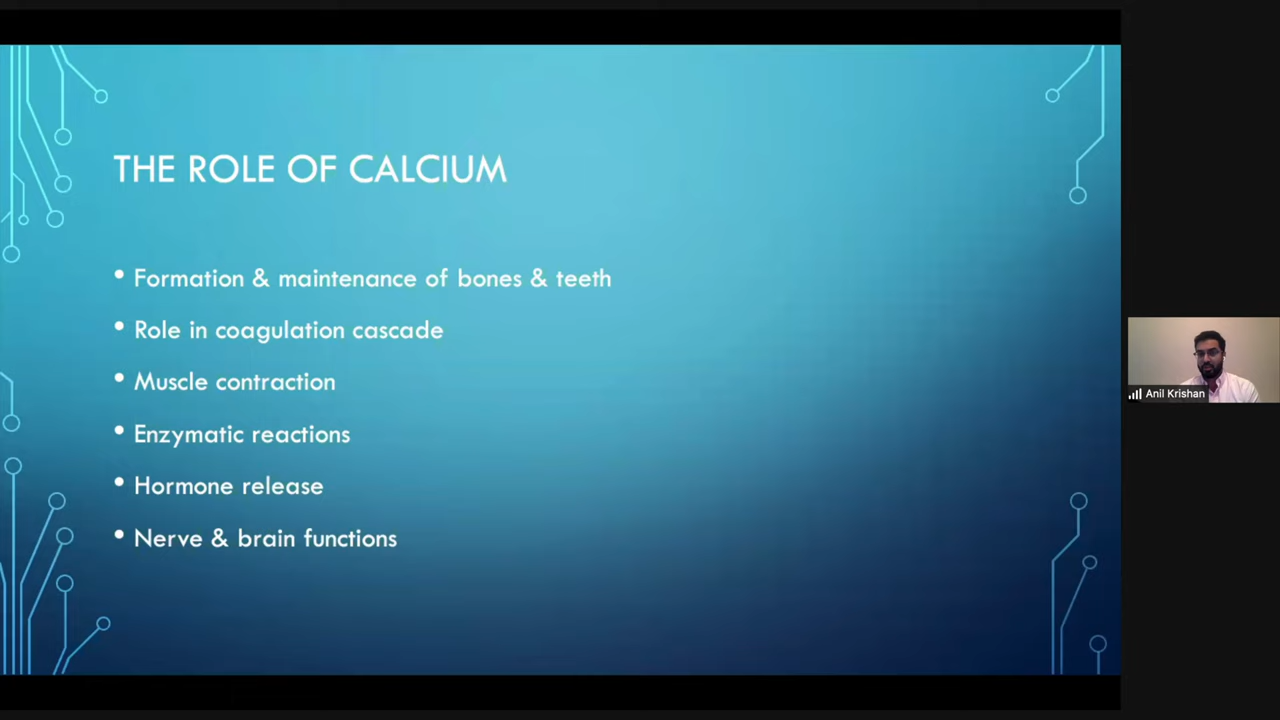 THE ROLE OF CALCIUM
• Formation & maintenance of bones & teeth
• Role in coagulation cascade
• Muscle contraction
• Enzymatic reactions
• Hormone release
• Nerve & brain functions
Anil Krishan